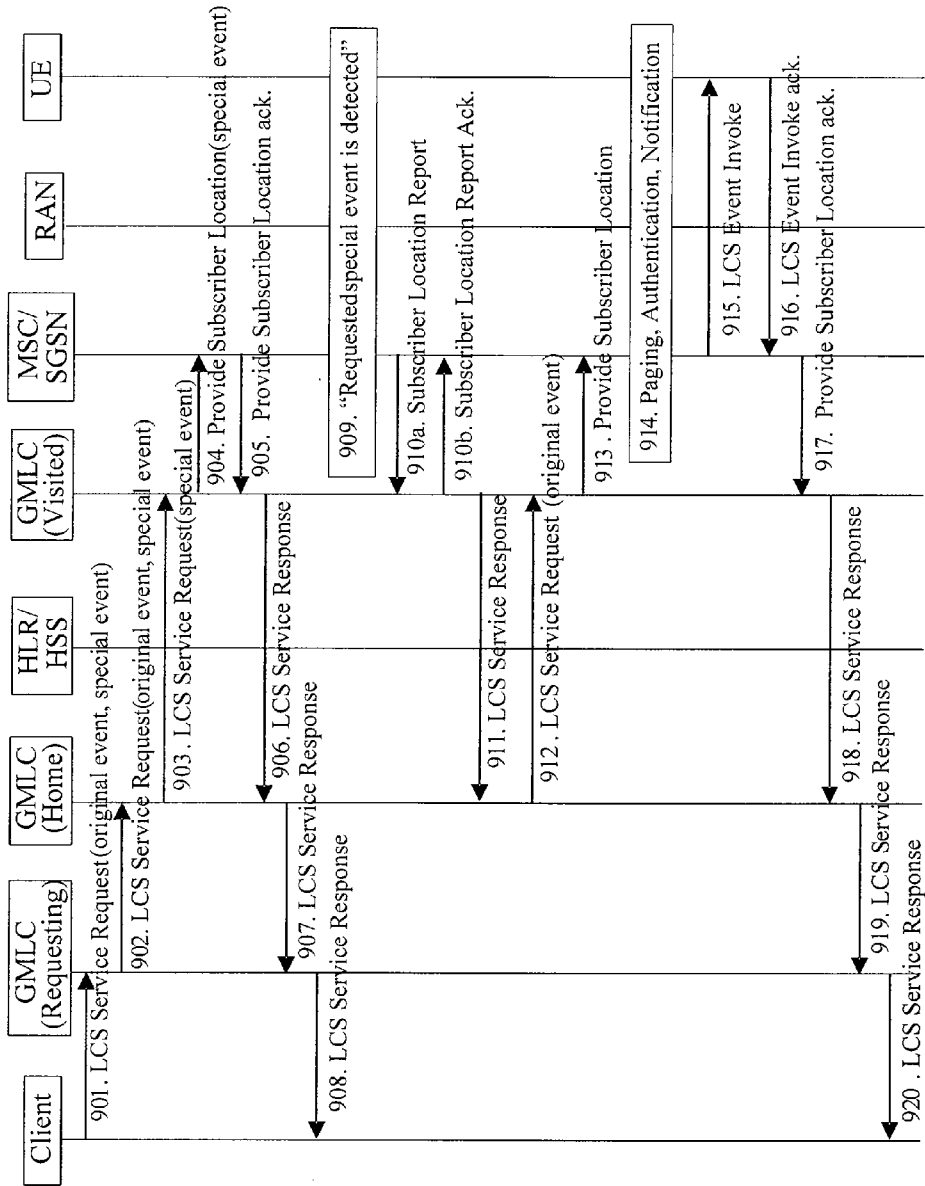 Client
GMLC
(Requesting)
GMLC
(Home)
HLR/
HSS
GMLC
(Visited)
MSC/
SGSN
RAN
UE
901. LCS Service Request(original event, special event)
902. LCS Service Request(original event, special event)
903. LCS Service Request(special event)
904. Provide Subscriber Location(special event)
905. Provide Subscriber Location ack.
906. LCS Service Response
907. LCS Service Response
908. LCS Service Response
909. “Requestedspecial event is detected”
910a. Subscriber Location Report
910b. Subscriber Location Report Ack.
911. LCS Service Response
912. LCS Service Request (original event)
913 . Provide Subscriber Location
914. Paging, Authentication, Notification
915. LCS Event Invoke
916. LCS Event Invoke ack.
917. Provide Subscriber Location ack.
918. LCS Service Response
919. LCS Service Response
920 . LCS Service Response